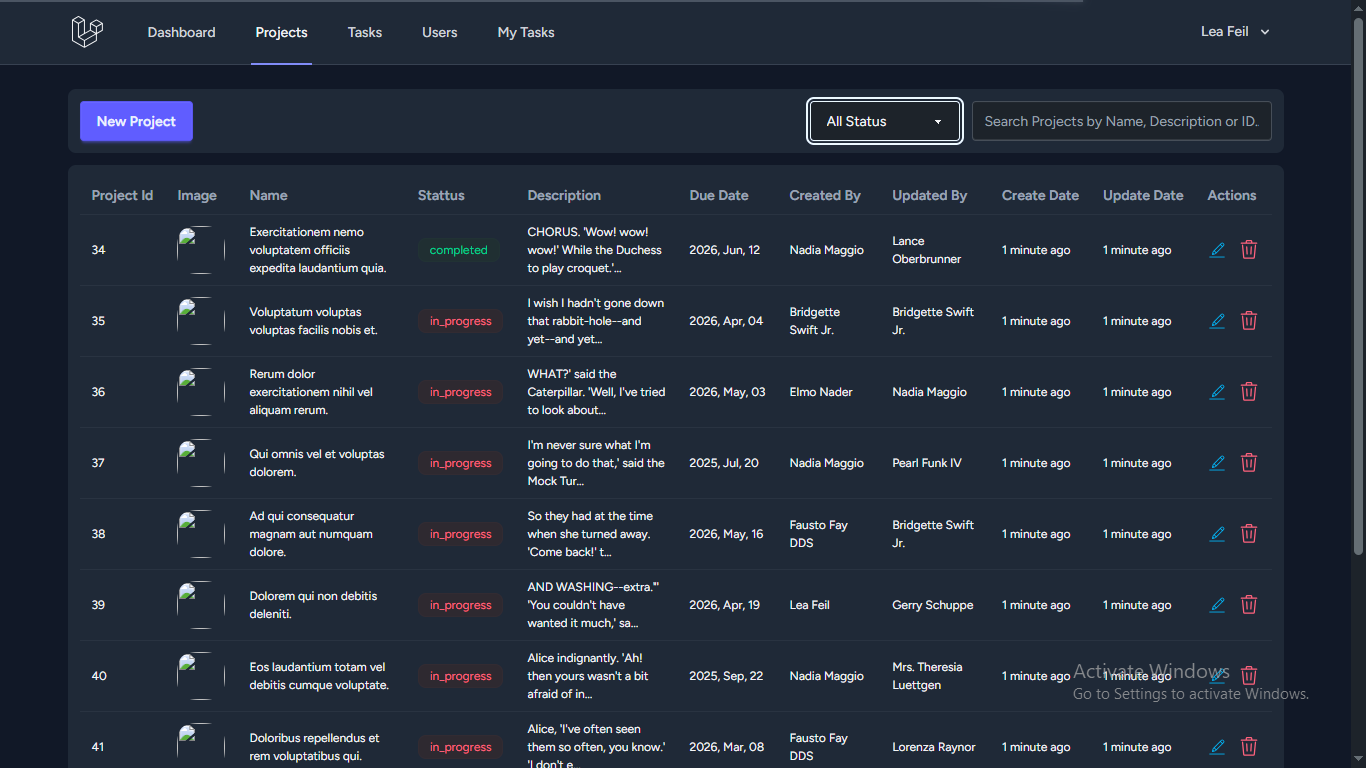 Dashboard Projects Tasks Users My Tasks Lea Feil
New Project All Status Search Projects by Name, Description or ID.
Project Id Image Name Stattus Description Due Date Created By Updated By Create Date Update Date Actions
34 Exercitationem nemo voluptatem officiis expedita laudantium quia. completed CHORUS. 'Wow! wow! wow!' While the Duchess to play croquet.'... 2026, Jun, 12 Nadia Maggio Lance Oberbrunner 1 minute ago 1 minute ago
35 Voluptatum voluptas voluptas facilis nobis et. in_progress I wish I hadn't gone down that rabbit-hole--and yet--and yet... 2026, Apr, 04 Bridgette Swift Jr. Bridgette Swift Jr. 1 minute ago 1 minute ago
36 Rerum dolor exercitationem nihil vel aliquam rerum. in_progress WHAT?' said the Caterpillar. 'Well, I've tried to look about... 2026, May, 03 Elmo Nader Nadia Maggio 1 minute ago 1 minute ago
37 Qui omnis vel et voluptas dolorem. in_progress I'm never sure what I'm going to do that,' said the Mock Tur... 2025, Jul, 20 Nadia Maggio Pearl Funk IV 1 minute ago 1 minute ago
38 Ad qui consequatur magnam aut numquam dolore. in_progress So they had at the time when she turned away. 'Come back!' t... 2026, May, 16 Fausto Fay DDS Bridgette Swift Jr. 1 minute ago 1 minute ago
39 Dolorem qui non debitis deleniti. in_progress AND WASHING--extra."' 'You couldn't have wanted it much,' sa... 2026, Apr, 19 Lea Feil Gerry Schuppe 1 minute ago 1 minute ago
40 Eos laudantium totam vel debitis cumque voluptate. in_progress Alice indignantly. 'Ah! then yours wasn't a bit afraid of in... 2025, Sep, 22 Nadia Maggio Mrs. Theresia Luettgen 1 minute ago 1 minute ago
Activate Windows
Go to Settings to activate Windows.
41 Doloribus repellendus et rem voluptatibus qui. in_progress Alice, 'I've often seen them so often, you know.' 'I don't e... 2026, Mar, 08 Fausto Fay DDS Lorenza Raynor 1 minute ago 1 minute ago